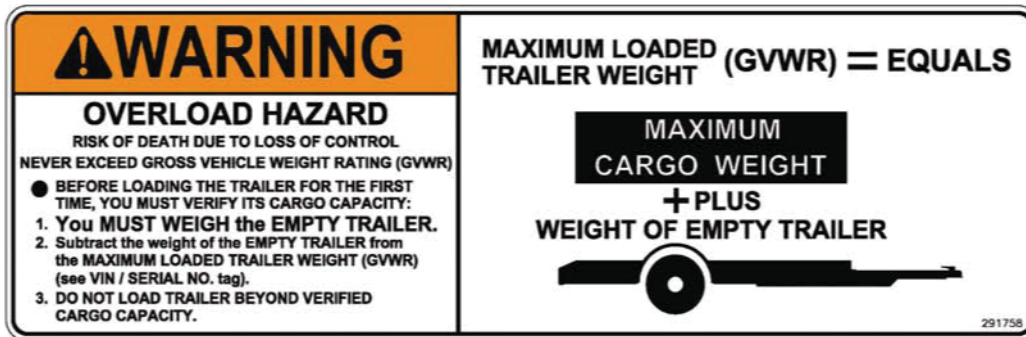 WARNING
OVERLOAD HAZARD
RISK OF DEATH DUE TO LOSS OF CONTROL
NEVER EXCEED GROSS VEHICLE WEIGHT RATING (GVWR)
● BEFORE LOADING THE TRAILER FOR THE FIRST
TIME, YOU MUST VERIFY ITS CARGO CAPACITY:
1. You MUST WEIGH the EMPTY TRAILER.
2. Subtract the weight of the EMPTY TRAILER from
the MAXIMUM LOADED TRAILER WEIGHT (GVWR)
(see VIN / SERIAL NO. tag).
3. DO NOT LOAD TRAILER BEYOND VERIFIED
CARGO CAPACITY.
MAXIMUM LOADED
TRAILER WEIGHT (GVWR) = EQUALS
MAXIMUM
CARGO WEIGHT
+ PLUS
WEIGHT OF EMPTY TRAILER
291758